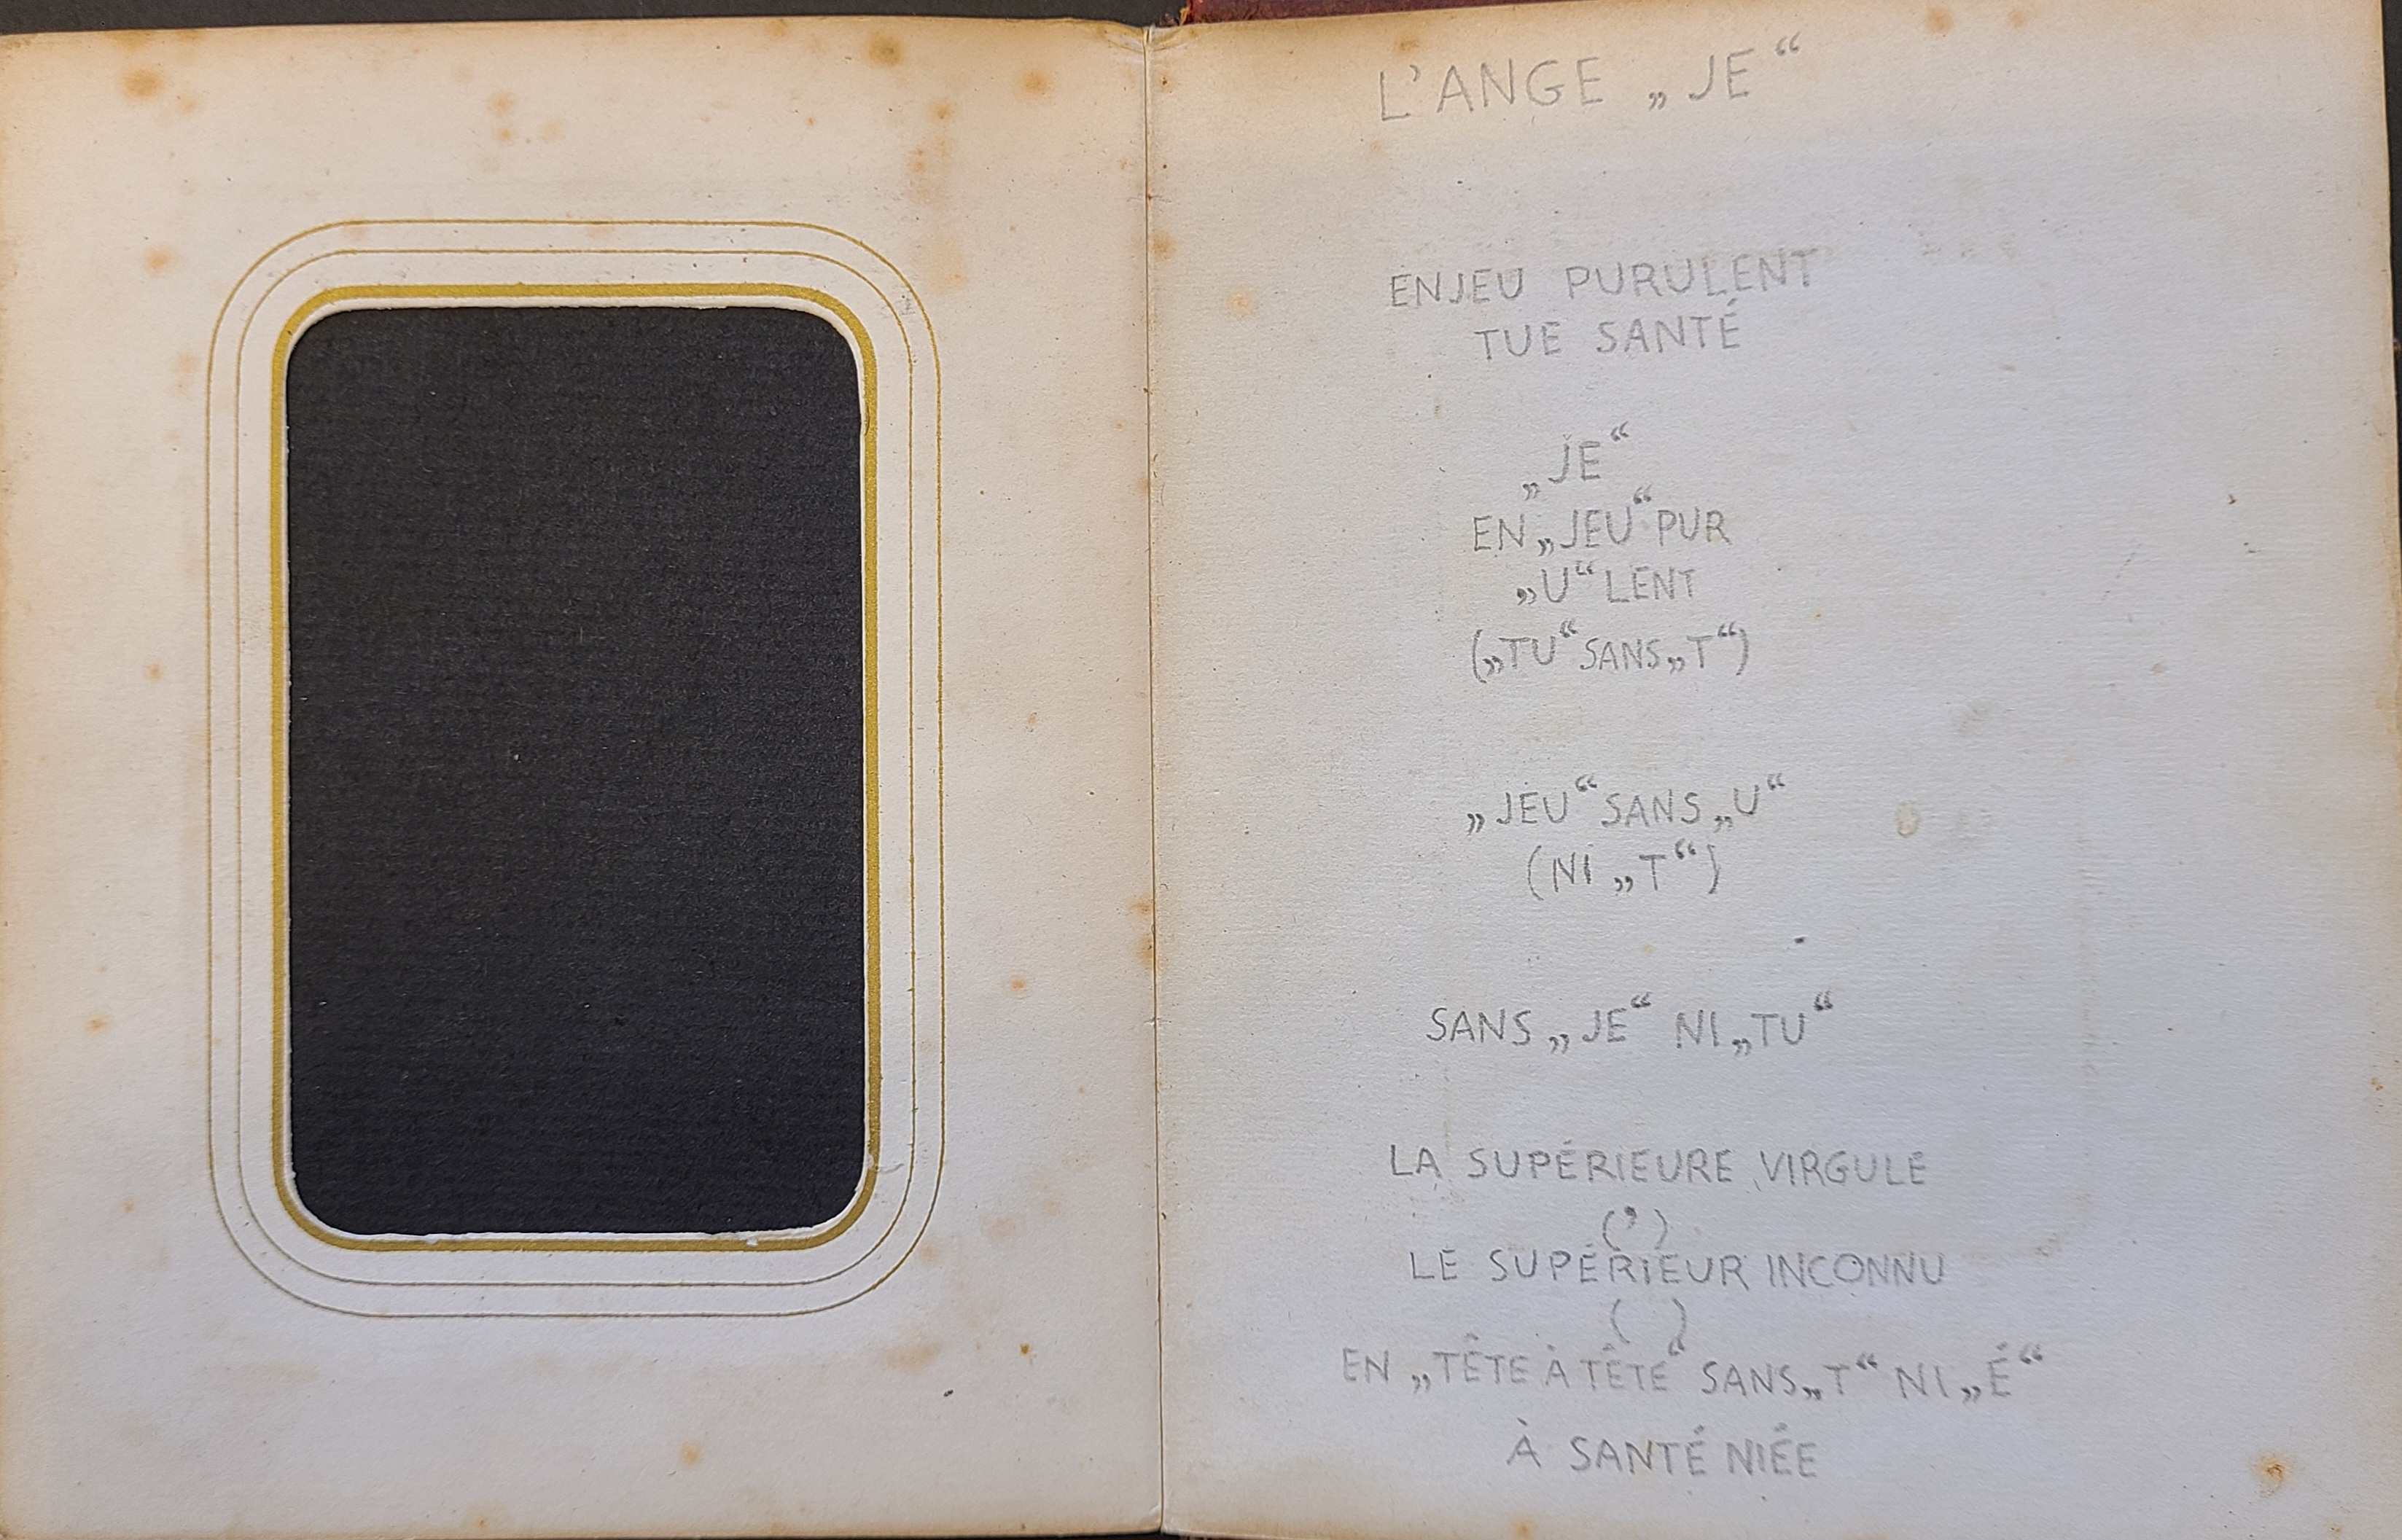 L'ANGE „JE“
ENJEU PURULENT
TUE SANTÉ
„JE“
EN „JEU“ PUR
„U“ LENT
(„TU“ SANS „T“)
„JEU“ SANS „U“
(NI „T“)
SANS „JE“ NI „TU“
LA SUPÉRIEURE VIRGULE
(❜)
LE SUPÉRIEUR INCONNU
( )
EN „TÊTE À TÊTE“ SANS „T“ NI „É“
À SANTÉ NIÉE